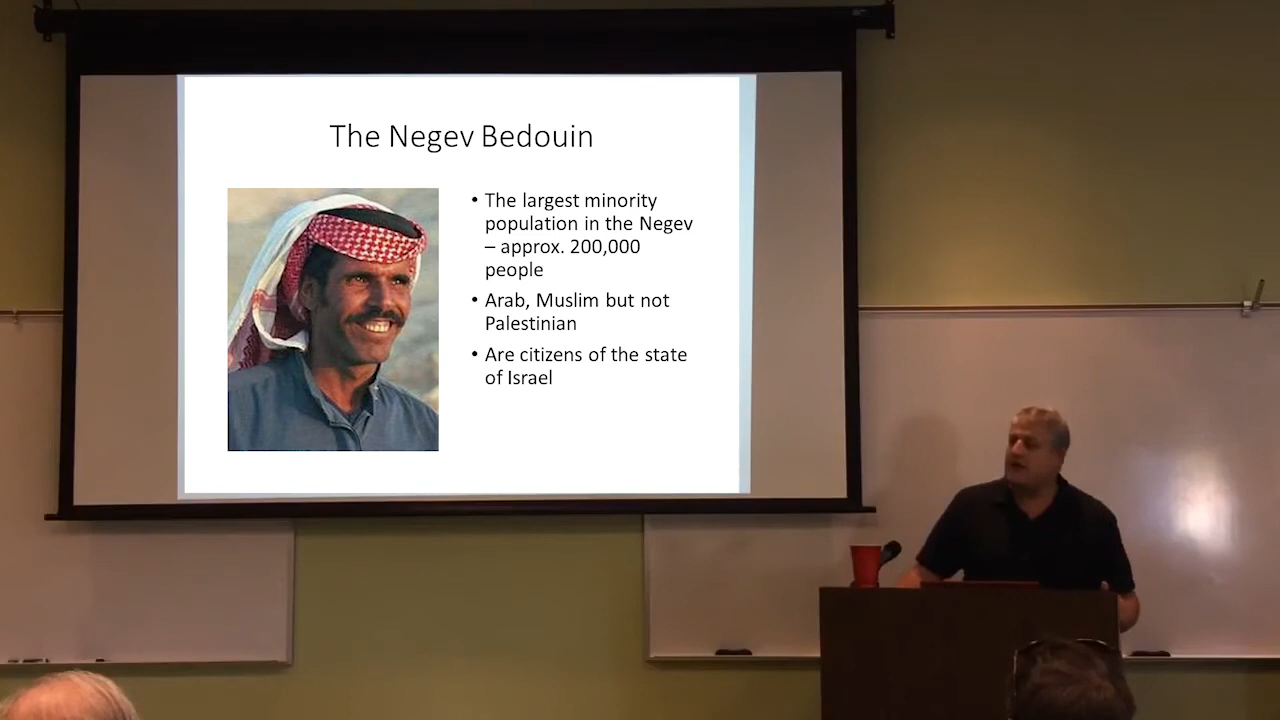 The Negev Bedouin
• The largest minority
population in the Negev
– approx. 200,000
people
• Arab, Muslim but not
Palestinian
• Are citizens of the state
of Israel